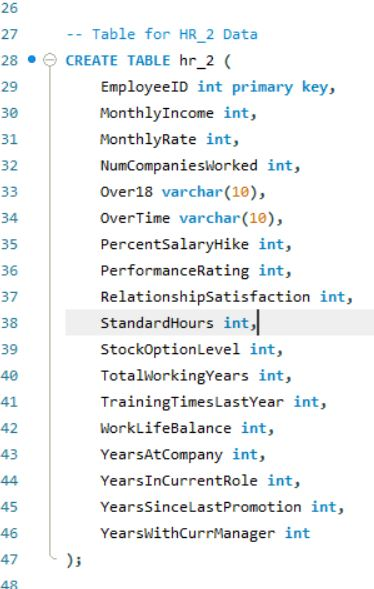 26
27 -- Table for HR_2 Data
28 CREATE TABLE hr_2 (
29 EmployeeID int primary key,
30 MonthlyIncome int,
31 MonthlyRate int,
32 NumCompaniesWorked int,
33 Over18 varchar(10),
34 OverTime varchar(10),
35 PercentSalaryHike int,
36 PerformanceRating int,
37 RelationshipSatisfaction int,
38 StandardHours int,
39 StockOptionLevel int,
40 TotalWorkingYears int,
41 TrainingTimesLastYear int,
42 WorkLifeBalance int,
43 YearsAtCompany int,
44 YearsInCurrentRole int,
45 YearsSinceLastPromotion int,
46 YearsWithCurrManager int
47 );
48